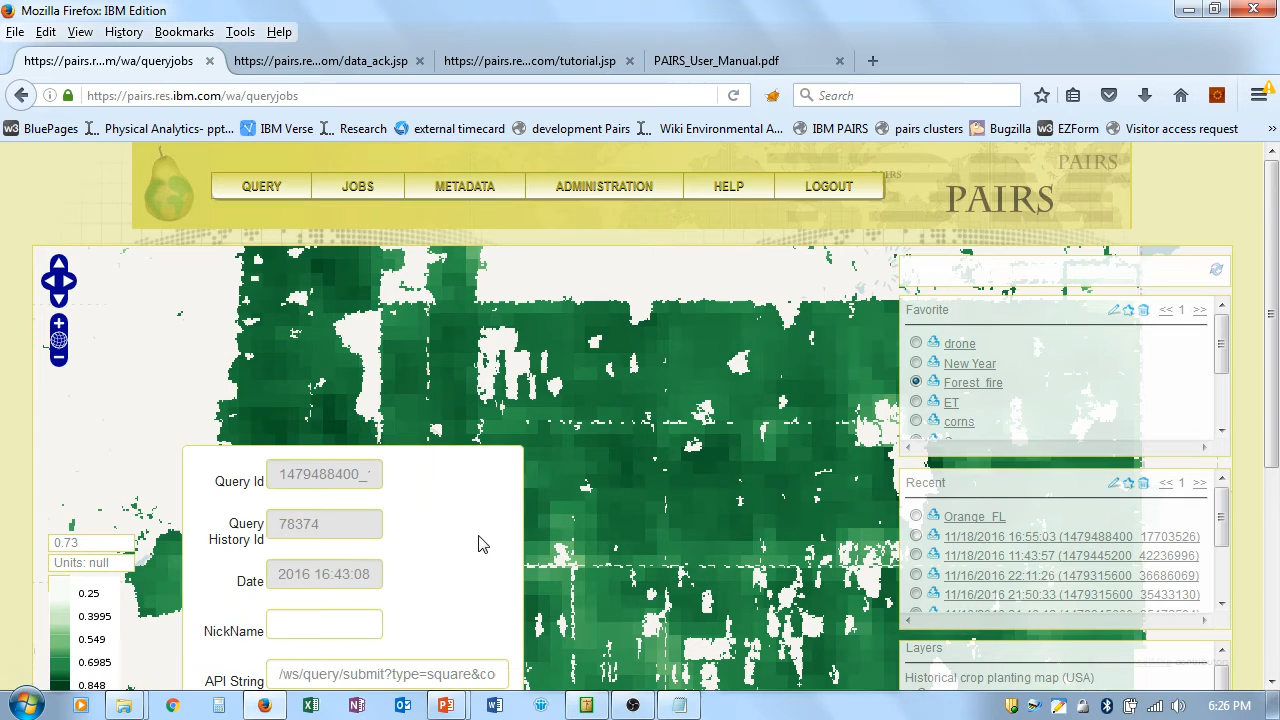 Mozilla Firefox: IBM Edition
File Edit View History Bookmarks Tools Help
https://pairs.r...m/wa/queryjobs
https://pairs.re...om/data_ack.jsp
https://pairs.re...com/tutorial.jsp
PAIRS_User_Manual.pdf
https://pairs.res.ibm.com/wa/queryjobs
Search
w3 BluePages
Physical Analytics- ppt...
IBM Verse
Research
external timecard
development Pairs
Wiki Environmental A...
IBM PAIRS
pairs clusters
Bugzilla
w3 EZForm
Visitor access request
QUERY JOBS METADATA ADMINISTRATION HELP LOGOUT
PAIRS
PAIRS
PAIRS
Favorite
<< 1 >>
drone
New Year
Forest_fire
ET
corns
Query Id 1479488400_
Query
History Id
78374
Date 2016 16:43:08
NickName
API String /ws/query/submit?type=square&co
0.73
Units: null
0.25
0.3995
0.549
0.6985
0.848
Recent
<< 1 >>
Orange_FL
11/18/2016 16:55:03 (1479488400_17703526)
11/18/2016 11:43:57 (1479445200_42236996)
11/16/2016 22:11:26 (1479315600_36686069)
11/16/2016 21:50:33 (1479315600_35433130)
Layers
Historical crop planting map (USA)
6:26 PM